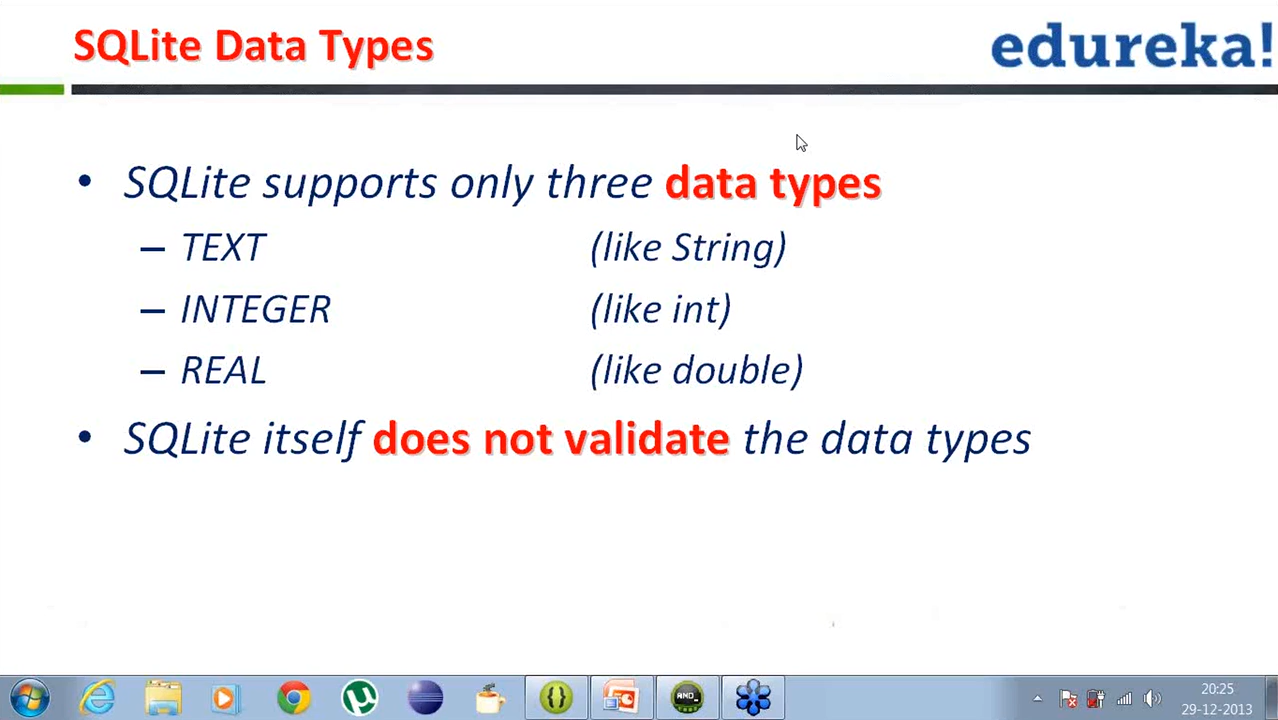 SQLite Data Types
edureka!
• SQLite supports only three data types
– TEXT (like String)
– INTEGER (like int)
– REAL (like double)
• SQLite itself does not validate the data types
AMD
20:25
29-12-2013